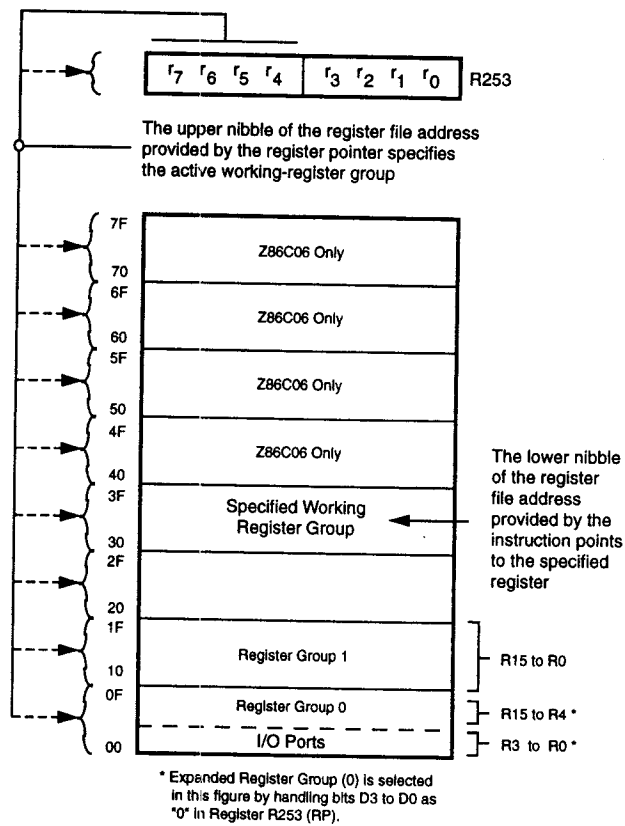 r7 r6 r5 r4 r3 r2 r1 r0 R253
The upper nibble of the register file address
provided by the register pointer specifies
the active working-register group
7F
Z86C06 Only
70
6F
Z86C06 Only
60
5F
Z86C06 Only
50
4F
Z86C06 Only
40
3F
Specified Working
Register Group
30
The lower nibble
of the register
file address
provided by the
instruction points
to the specified
register
2F
20
1F
Register Group 1
R15 to R0
10
0F
Register Group 0
R15 to R4 *
I/O Ports
R3 to R0 *
00
* Expanded Register Group (0) is selected
in this figure by handling bits D3 to D0 as
"0" in Register R253 (RP).